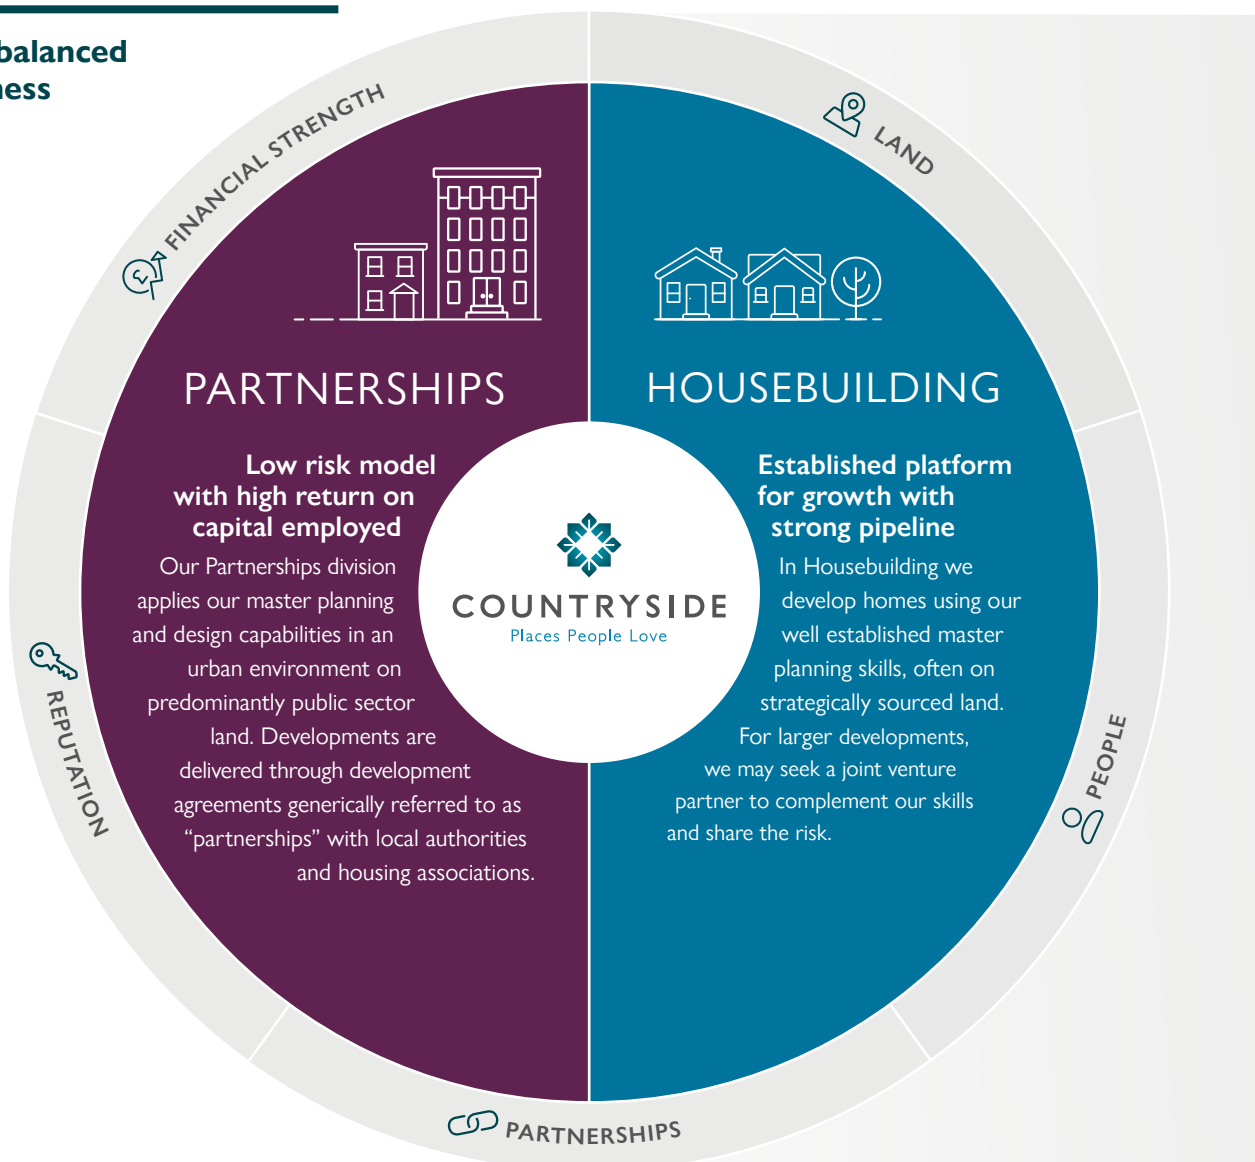 balanced
FINANCIAL STRENGTH
LAND
PARTNERSHIPS
Low risk model
with high return on
capital employed
Our Partnerships division
applies our master planning
and design capabilities in an
urban environment on
predominantly public sector
land. Developments are
delivered through development
agreements generically referred to as
“partnerships” with local authorities
and housing associations.
HOUSEBUILDING
Established platform
for growth with
strong pipeline
In Housebuilding we
develop homes using our
well established master
planning skills, often on
strategically sourced land.
For larger developments,
we may seek a joint venture
partner to complement our skills
and share the risk.
COUNTRYSIDE
Places People Love
REPUTATION
PEOPLE
PARTNERSHIPS